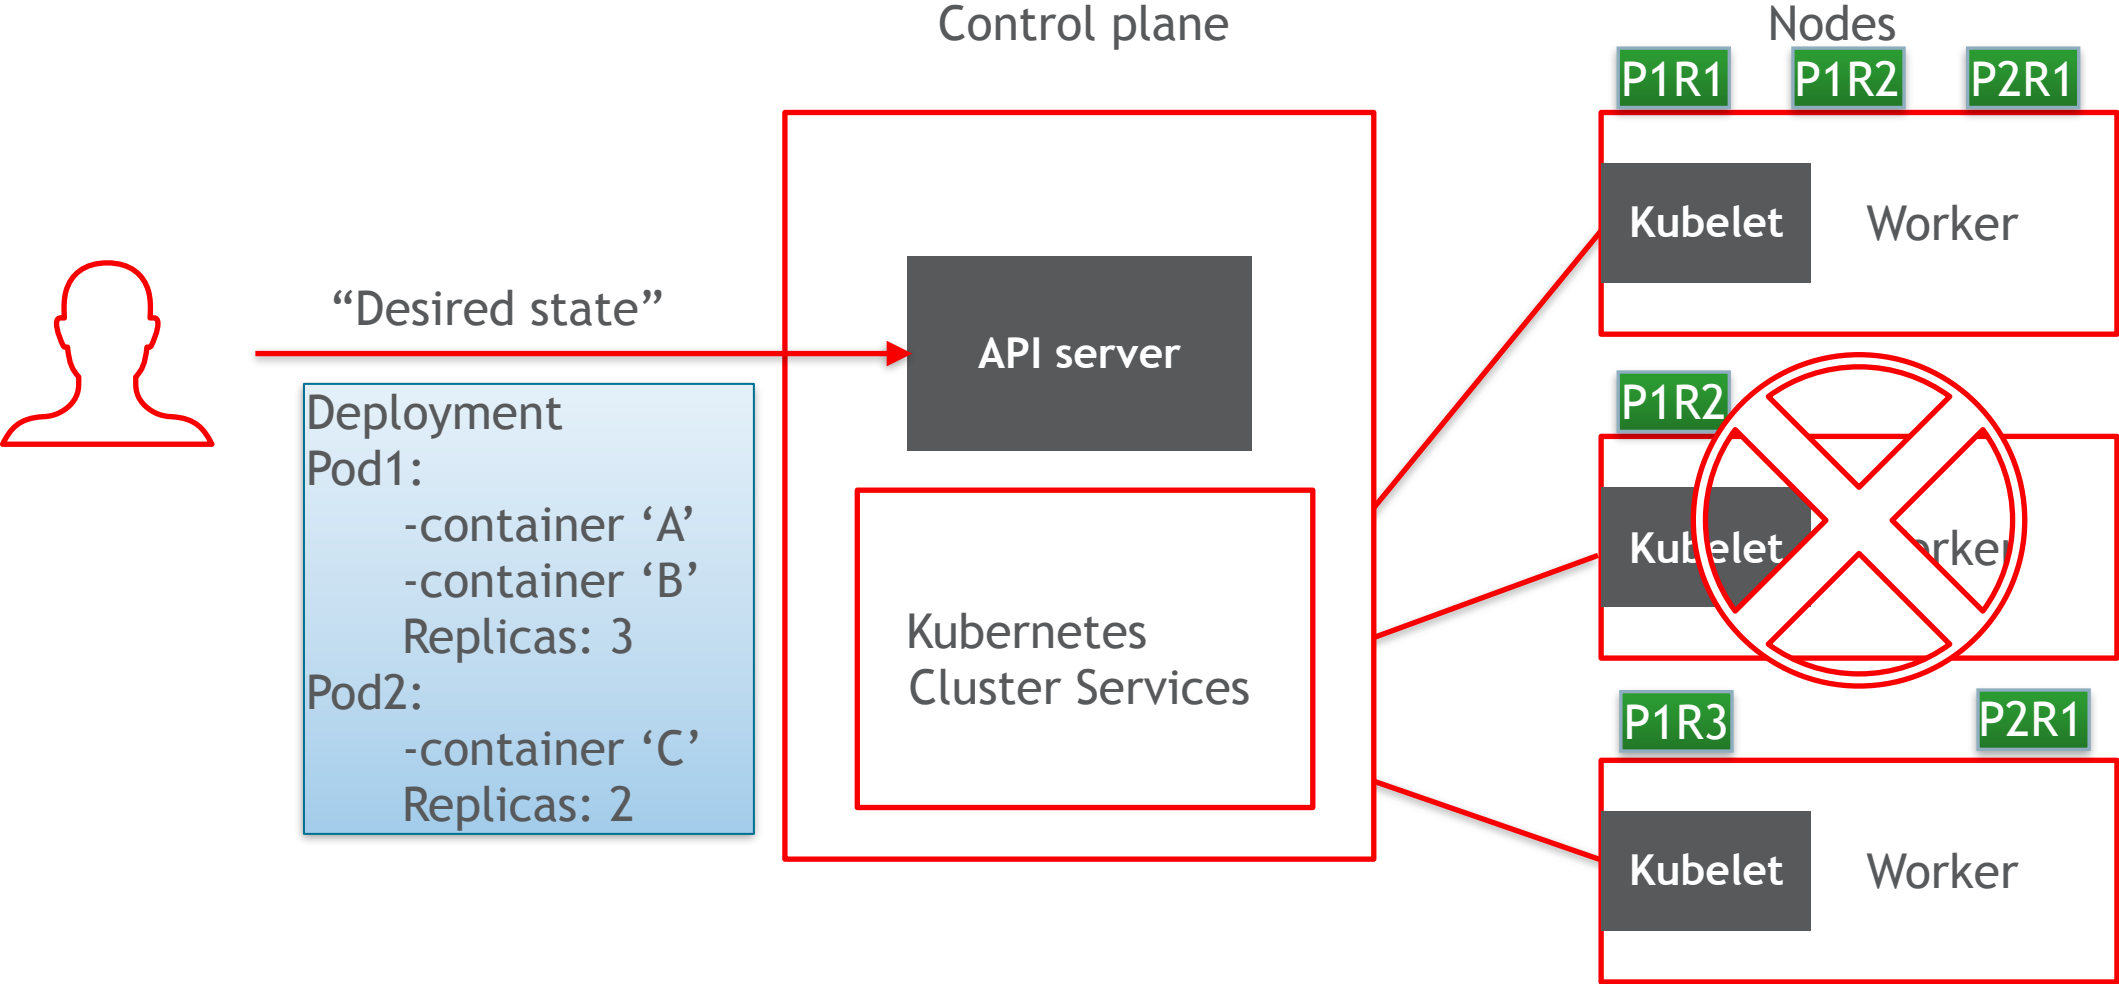 Control plane
Nodes
P1R1 P1R2 P2R1
Kubelet Worker
“Desired state”
API server
Deployment
Pod1:
-container ‘A’
-container ‘B’
Replicas: 3
Pod2:
-container ‘C’
Replicas: 2
Kubernetes
Cluster Services
P1R2
Kubelet
P1R3 P2R1
Kubelet Worker